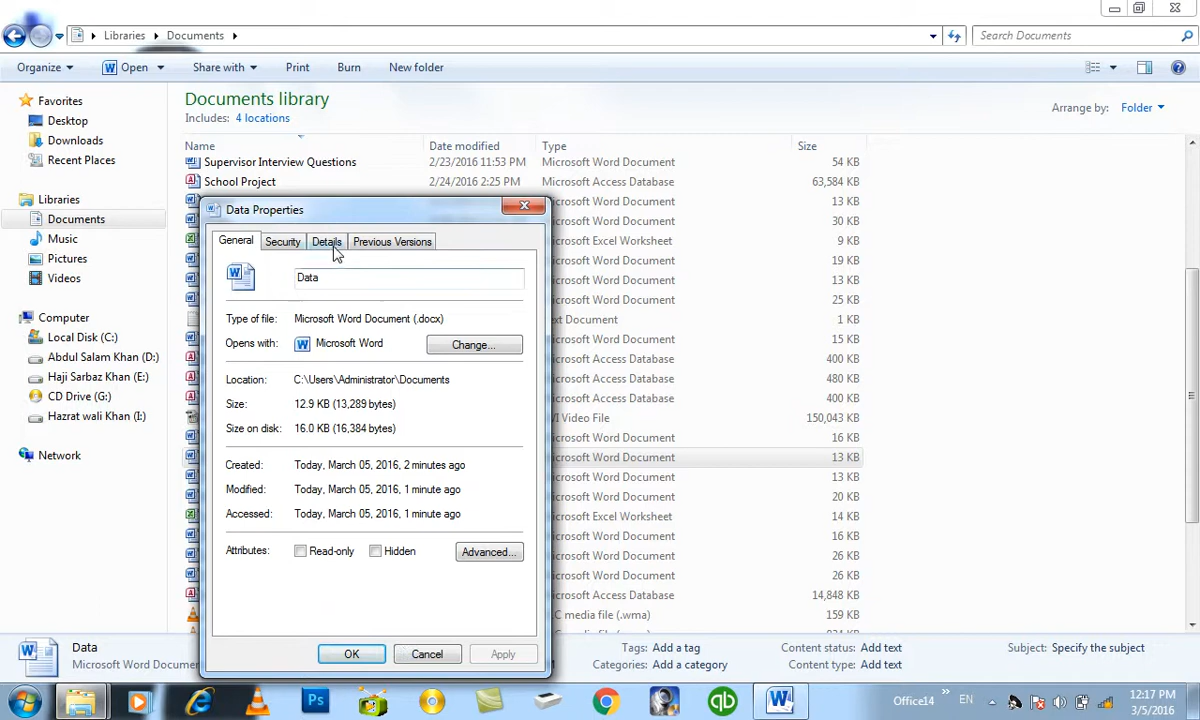 Libraries Documents
Search Documents
Organize Open Share with Print Burn New folder
Favorites
Desktop
Downloads
Recent Places
Libraries
Documents
Music
Pictures
Videos
Computer
Local Disk (C:)
Abdul Salam Khan (D:)
Haji Sarbaz Khan (E:)
CD Drive (G:)
Hazrat wali Khan (I:)
Network
Documents library
Includes: 4 locations
Arrange by: Folder
Name Date modified Type Size
Supervisor Interview Questions 2/23/2016 11:53 PM Microsoft Word Document 54 KB
School Project 2/24/2016 2:25 PM Microsoft Access Database 63,584 KB
icrosoft Word Document 13 KB
icrosoft Word Document 30 KB
icrosoft Excel Worksheet 9 KB
icrosoft Word Document 19 KB
icrosoft Word Document 13 KB
icrosoft Word Document 25 KB
ext Document 1 KB
icrosoft Word Document 15 KB
icrosoft Access Database 400 KB
icrosoft Access Database 480 KB
icrosoft Access Database 400 KB
VI Video File 150,043 KB
icrosoft Word Document 16 KB
icrosoft Word Document 13 KB
icrosoft Word Document 13 KB
icrosoft Word Document 20 KB
icrosoft Excel Worksheet 14 KB
icrosoft Word Document 16 KB
icrosoft Word Document 26 KB
icrosoft Word Document 26 KB
icrosoft Access Database 14,848 KB
C media file (.wma) 159 KB
Data Properties
General Security Details Previous Versions
Data
Type of file: Microsoft Word Document (.docx)
Opens with: Microsoft Word Change...
Location: C:\Users\Administrator\Documents
Size: 12.9 KB (13,289 bytes)
Size on disk: 16.0 KB (16,384 bytes)
Created: Today, March 05, 2016, 2 minutes ago
Modified: Today, March 05, 2016, 1 minute ago
Accessed: Today, March 05, 2016, 1 minute ago
Attributes: Read-only Hidden Advanced...
OK Cancel Apply
Data
Microsoft Word Documen
Tags: Add a tag
Categories: Add a category
Content status: Add text
Content type: Add text
Subject: Specify the subject
Ps
qb
Office14 » EN
12:17 PM
3/5/2016